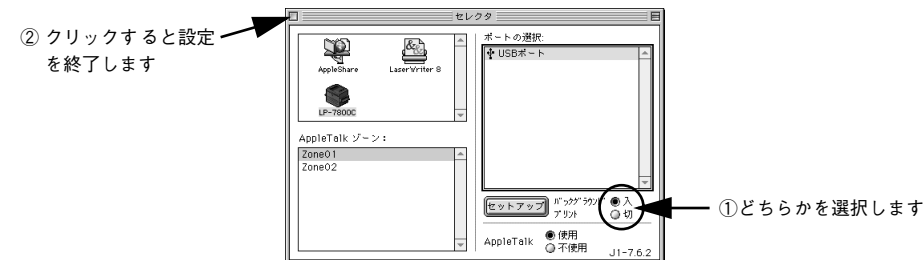 ② クリックすると設定
を終了します
セレクタ
AppleShare
LaserWriter 8
LP-7800C
AppleTalk ゾーン：
Zone01
Zone02
ポートの選択:
USBポート
セットアップ
バックグラウンド
プリント
入
切
AppleTalk
使用
不使用
J1-7.6.2
①どちらかを選択します